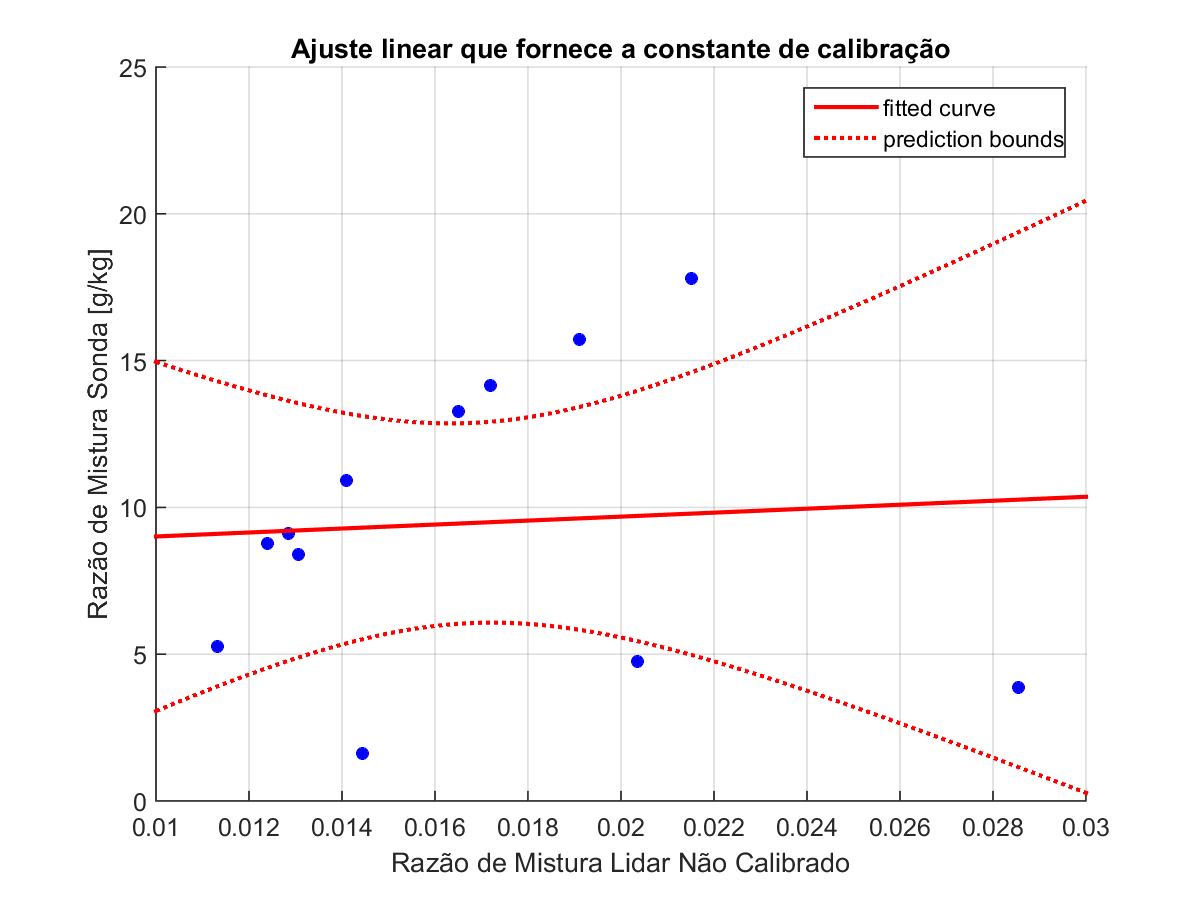 Ajuste linear que fornece a constante de calibração
25
20
15
10
5
0
Razão de Mistura Sonda [g/kg]
fitted curve
prediction bounds
0.01 0.012 0.014 0.016 0.018 0.02 0.022 0.024 0.026 0.028 0.03
Razão de Mistura Lidar Não Calibrado